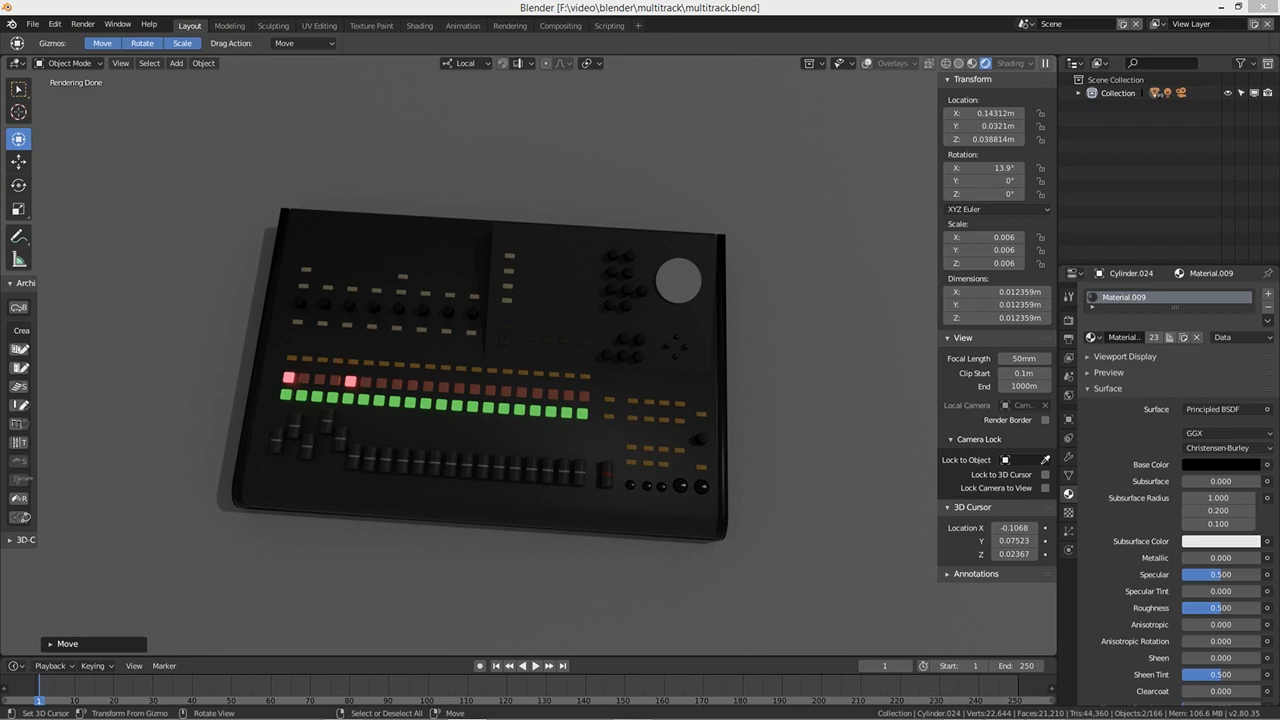 Blender [F:\video\blender\multitrack\multitrack.blend]
File Edit Render Window Help Layout Modeling Sculpting UV Editing Texture Paint Shading Animation Rendering Compositing Scripting + Scene View Layer
Gizmos: Move Rotate Scale Drag Action: Move
Object Mode View Select Add Object Local Overlays Shading
Rendering Done
Transform
Location:
X: 0.14312m
Y: 0.0321m
Z: 0.038814m
Rotation:
X: 13.9°
Y: 0°
Z: 0°
XYZ Euler
Scale:
X: 0.006
Y: 0.006
Z: 0.006
Dimensions:
X: 0.012359m
Y: 0.012359m
Z: 0.012359m
View
Focal Length 50mm
Clip Start 0.1m
End 1000m
Local Camera Cam...
Render Border
Camera Lock
Lock to Object
Lock to 3D Cursor
Lock Camera to View
3D Cursor
Location X -0.1068
Y 0.07523
Z 0.02367
Annotations
Archi
Crea
3D-C
Scene Collection
Collection
Cylinder.024 Material.009
Material.009
Material.. 23 Data
Viewport Display
Preview
Surface
Surface Principled BSDF
GGX
Christensen-Burley
Base Color
Subsurface 0.000
Subsurface Radius 1.000
0.200
0.100
Subsurface Color
Metallic 0.000
Specular 0.500
Specular Tint 0.000
Roughness 0.500
Anisotropic 0.000
Anisotropic Rotation 0.000
Sheen 0.000
Sheen Tint 0.500
Clearcoat 0.000
Move
Playback Keying View Marker 1 Start: 1 End: 250
1 10 20 30 40 50 60 70 80 90 100 110 120 130 140 150 160 170 180 190 200 210 220 230 240 250
Set 3D Cursor Transform From Gizmo Rotate View Select or Deselect All Move Collection | Cylinder.024 | Verts:22,644 | Faces:21,210 | Tris:44,360 | Objects:2/166 | Mem: 106.6 MB | v2.80.35